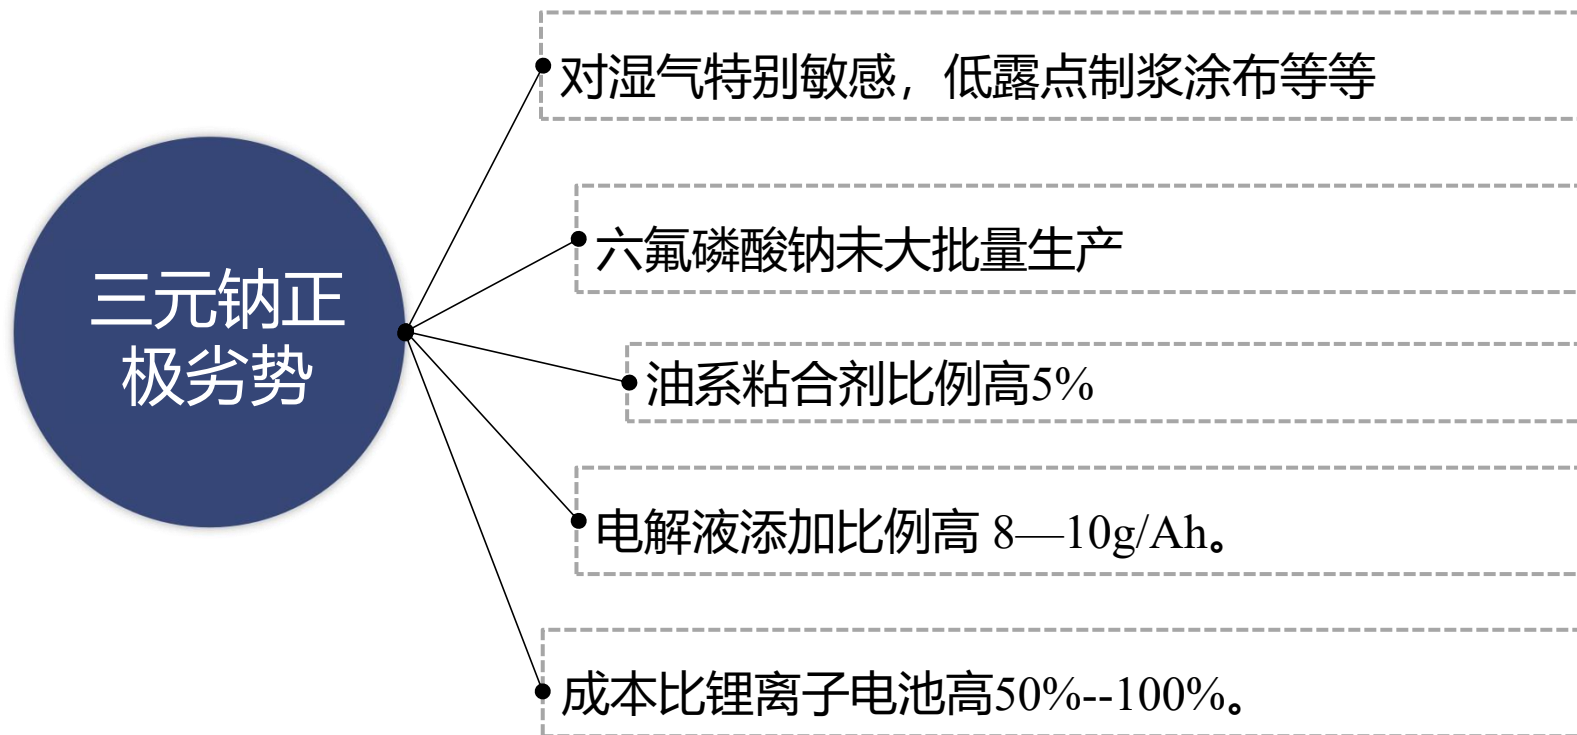 对湿气特别敏感，低露点制浆涂布等等
六氟磷酸钠未大批量生产
三元钠正
极劣势
油系粘合剂比例高5%
电解液添加比例高 8—10g/Ah。
成本比锂离子电池高50%--100%。